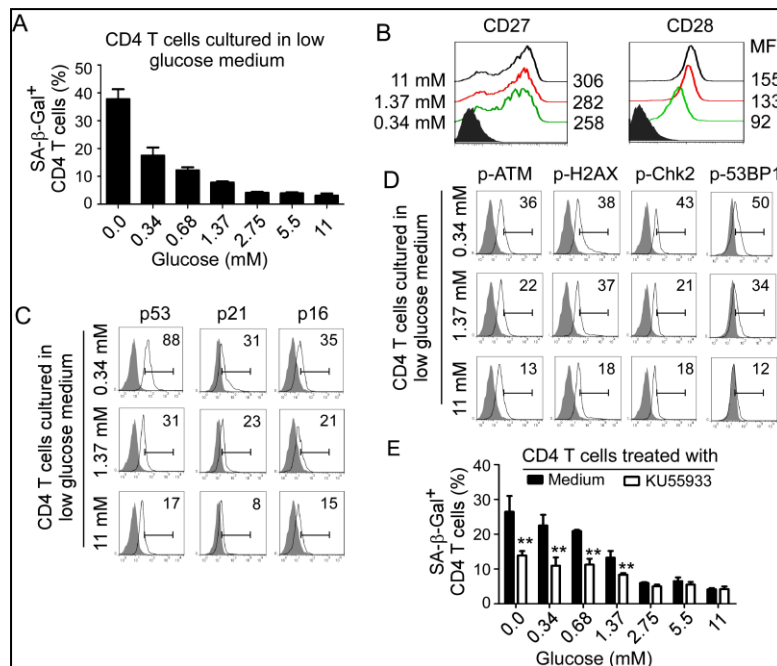 A
CD4 T cells cultured in low
glucose medium
SA-β-Gal+
CD4 T cells (%)
50
40
30
20
10
0
0.0
0.34
0.68
1.37
2.75
5.5
11
Glucose (mM)
B
CD27
CD28
MFI
11 mM
306
155
1.37 mM
282
133
0.34 mM
258
92
C
p53
p21
p16
CD4 T cells cultured in
low glucose medium
0.34 mM
88
31
35
1.37 mM
31
23
21
11 mM
17
8
15
D
p-ATM
p-H2AX
p-Chk2
p-53BP1
CD4 T cells cultured in
low glucose medium
0.34 mM
36
38
43
50
1.37 mM
22
37
21
34
11 mM
13
18
18
12
E
CD4 T cells treated with
Medium
KU55933
SA-β-Gal+
CD4 T cells (%)
40
30
20
10
0
**
**
**
**
0.0
0.34
0.68
1.37
2.75
5.5
11
Glucose (mM)